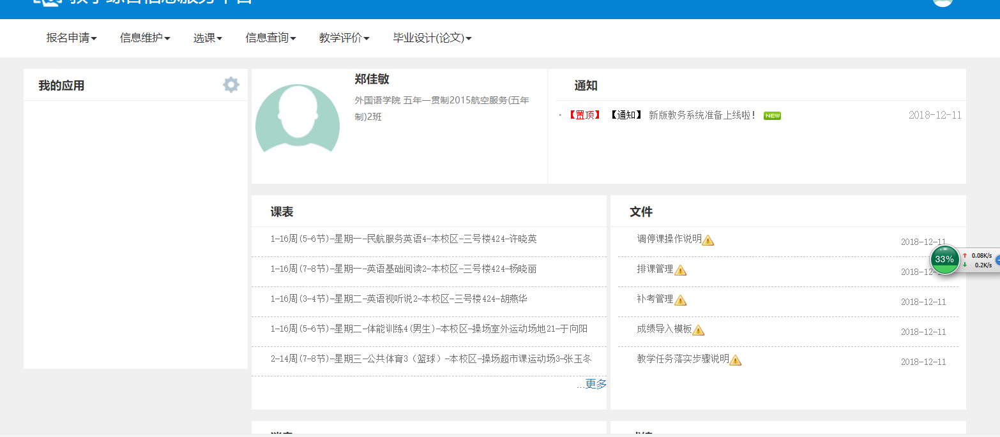 教学综合信息服务平台
报名申请 信息维护 选课 信息查询 教学评价 毕业设计(论文)
我的应用
郑佳敏
外国语学院 五年一贯制2015航空服务(五年
制)2班
通知
【置顶】 【通知】 新版教务系统准备上线啦! NEW 2018-12-11
课表
1-16周(5-6节)-星期一-民航服务英语4-本校区-三号楼424-许晓英
1-16周(7-8节)-星期一-英语基础阅读2-本校区-三号楼424-杨晓丽
1-16周(3-4节)-星期二-英语视听说2-本校区-三号楼424-胡燕华
1-16周(5-6节)-星期二-体能训练4(男生)-本校区-操场室外运动场地21-于向阳
2-14周(7-8节)-星期三-公共体育3（篮球）-本校区-操场超市课运动场3-张玉冬
...更多
文件
调停课操作说明 2018-12-11
排课管理 2018-12-
补考管理 2018-12-11
成绩导入模板 2018-12-11
教学任务落实步骤说明 2018-12-11
33%
↑ 0.08K/s
↓ 0.2K/s